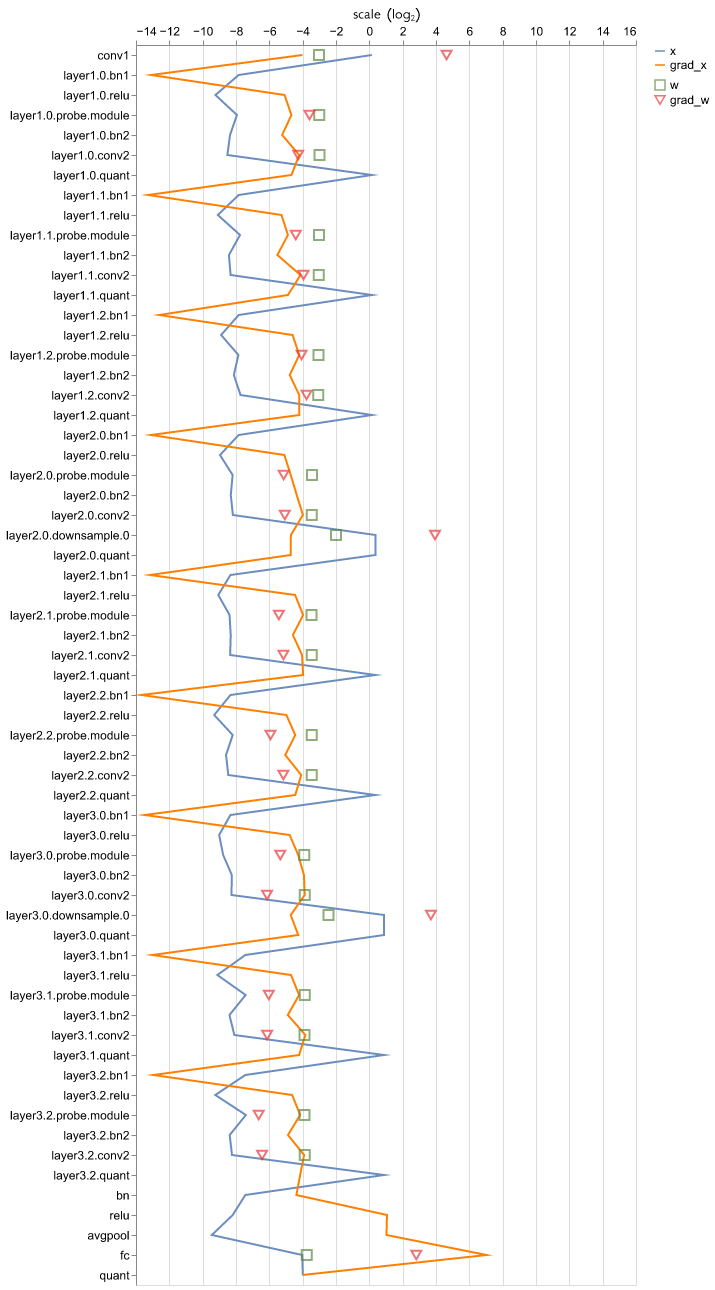 scale (log₂)
−14 −12 −10 −8 −6 −4 −2 0 2 4 6 8 10 12 14 16
x
grad_x
w
grad_w
conv1
layer1.0.bn1
layer1.0.relu
layer1.0.probe.module
layer1.0.bn2
layer1.0.conv2
layer1.0.quant
layer1.1.bn1
layer1.1.relu
layer1.1.probe.module
layer1.1.bn2
layer1.1.conv2
layer1.1.quant
layer1.2.bn1
layer1.2.relu
layer1.2.probe.module
layer1.2.bn2
layer1.2.conv2
layer1.2.quant
layer2.0.bn1
layer2.0.relu
layer2.0.probe.module
layer2.0.bn2
layer2.0.conv2
layer2.0.downsample.0
layer2.0.quant
layer2.1.bn1
layer2.1.relu
layer2.1.probe.module
layer2.1.bn2
layer2.1.conv2
layer2.1.quant
layer2.2.bn1
layer2.2.relu
layer2.2.probe.module
layer2.2.bn2
layer2.2.conv2
layer2.2.quant
layer3.0.bn1
layer3.0.relu
layer3.0.probe.module
layer3.0.bn2
layer3.0.conv2
layer3.0.downsample.0
layer3.0.quant
layer3.1.bn1
layer3.1.relu
layer3.1.probe.module
layer3.1.bn2
layer3.1.conv2
layer3.1.quant
layer3.2.bn1
layer3.2.relu
layer3.2.probe.module
layer3.2.bn2
layer3.2.conv2
layer3.2.quant
bn
relu
avgpool
fc
quant